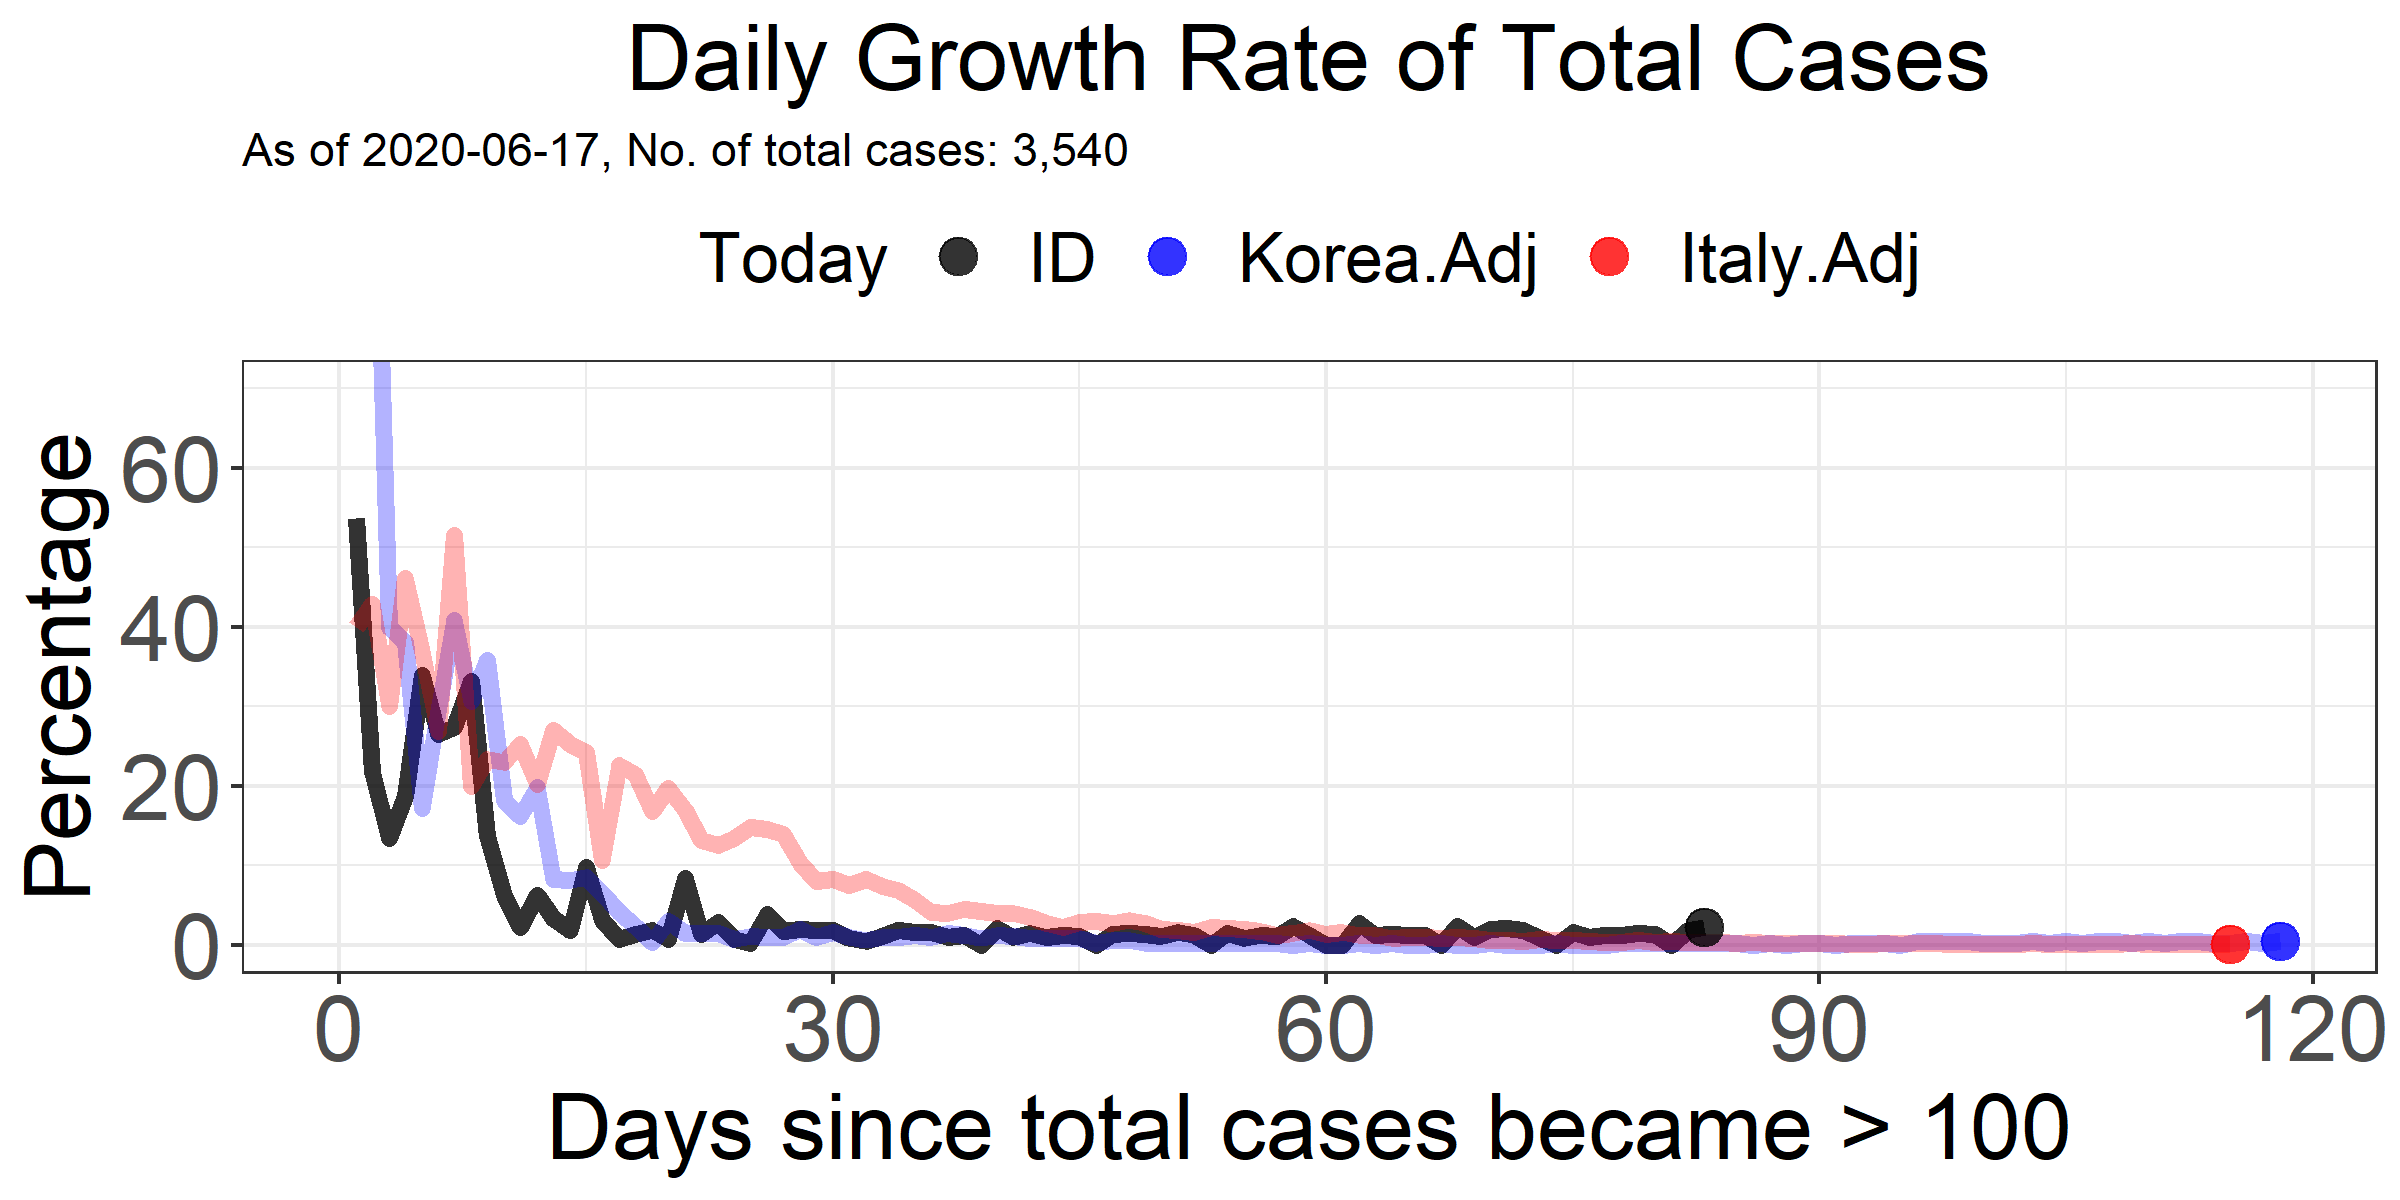 Daily Growth Rate of Total Cases
As of 2020-06-17, No. of total cases: 3,540
Today ID Korea.Adj Italy.Adj
Percentage
60
40
20
0
0 30 60 90 120
Days since total cases became > 100